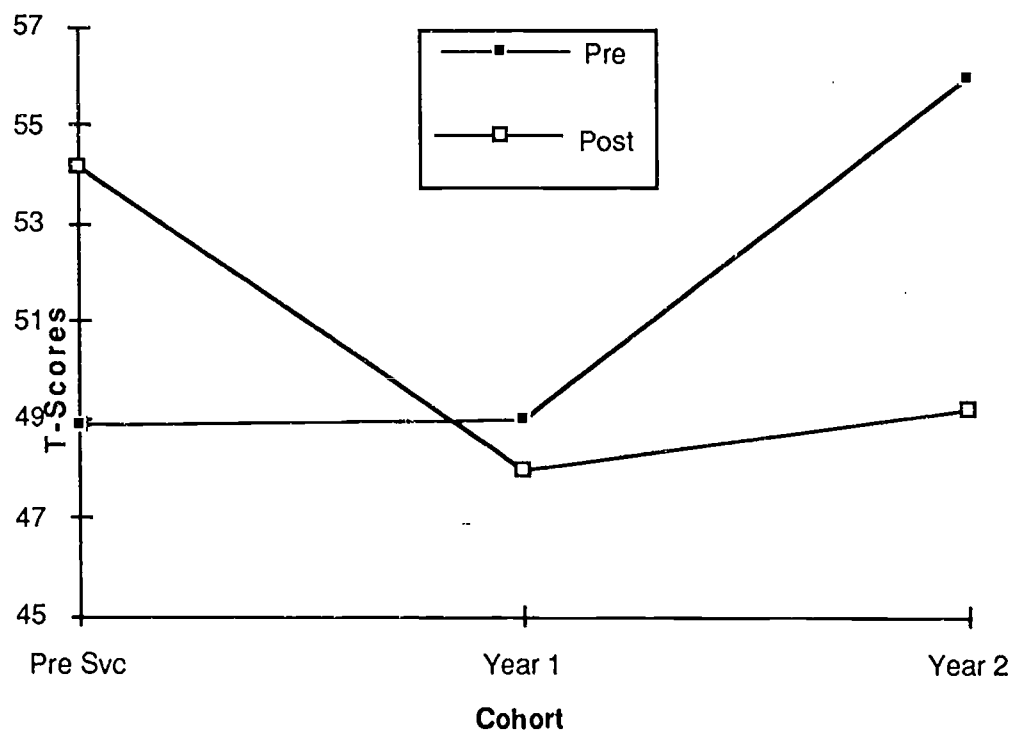 57
55
53
51
49
47
45
T-Scores
Pre
Post
Pre Svc
Year 1
Year 2
Cohort